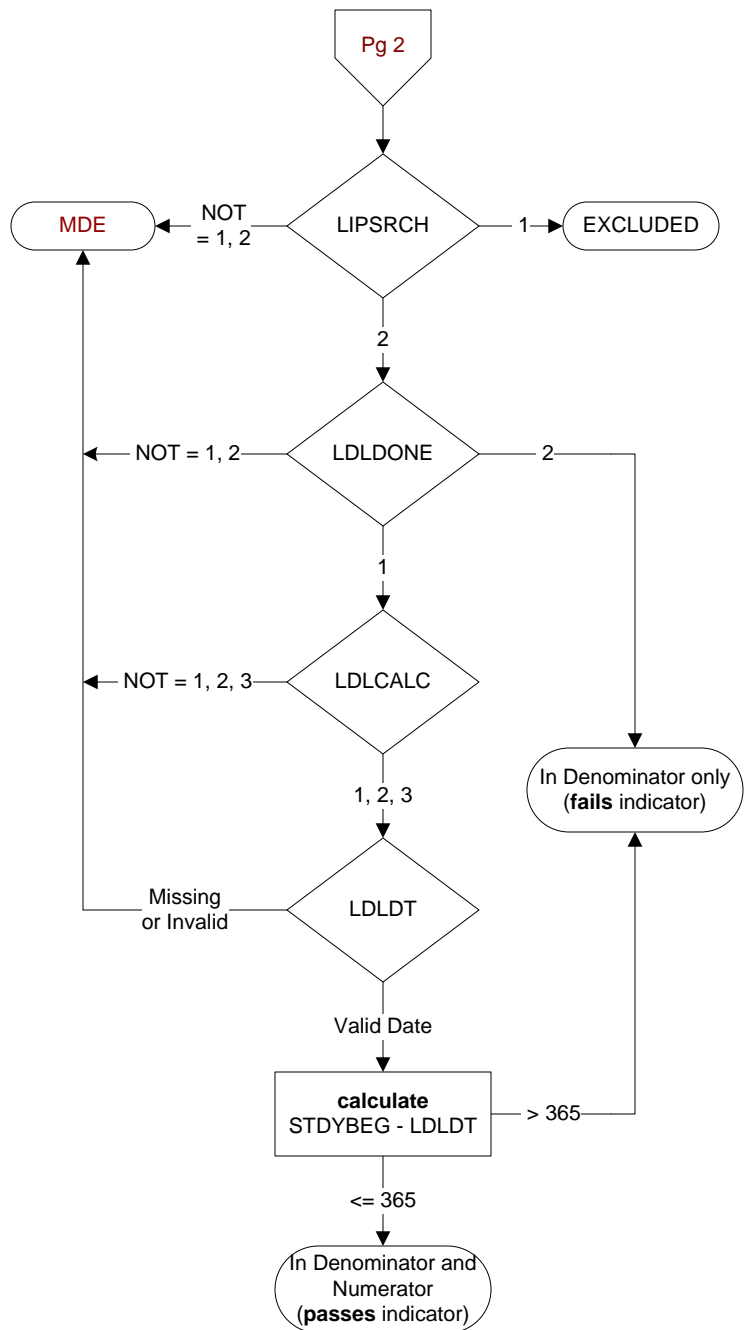 Pg 2
MDE
NOT
= 1, 2
LIPSRCH
1
EXCLUDED
2
NOT = 1, 2
LDLDONE
2
1
NOT = 1, 2, 3
LDLCALC
1, 2, 3
In Denominator only
(fails indicator)
Missing
or Invalid
LDLDT
Valid Date
calculate
STDYBEG - LDLDT
> 365
<= 365
In Denominator and
Numerator
(passes indicator)